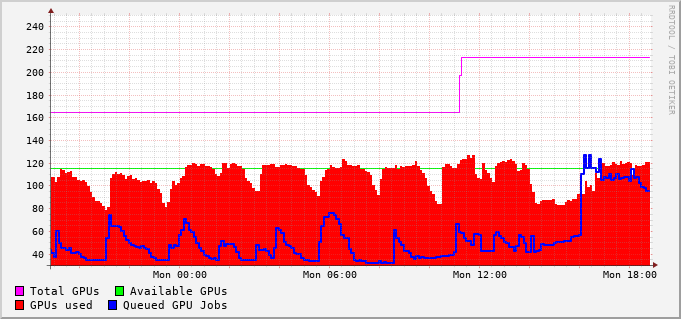 RRDTOOL / TOBI OETIKER
240
220
200
180
160
140
120
100
80
60
40
Mon 00:00 Mon 06:00 Mon 12:00 Mon 18:00
Total GPUs Available GPUs
GPUs used Queued GPU Jobs